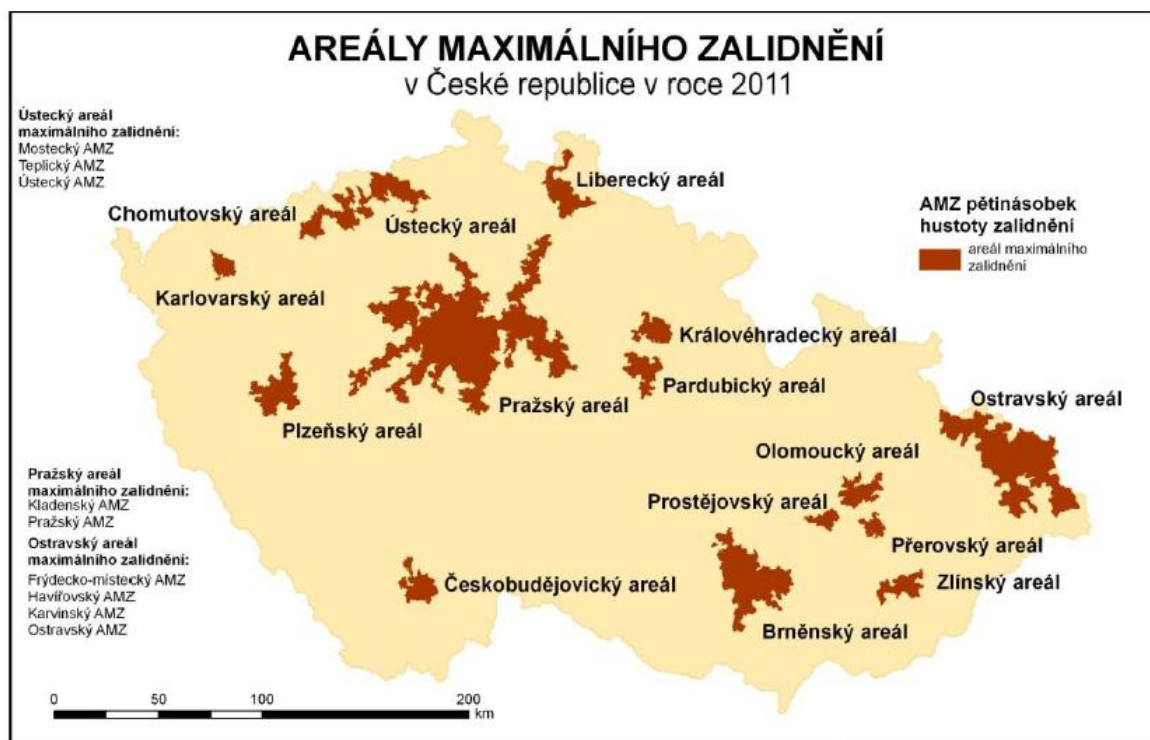 AREÁLY MAXIMÁLNÍHO ZALIDNĚNÍ
v České republice v roce 2011
Ústecký areál
maximálního zalidnění:
Mostecký AMZ
Teplický AMZ
Ústecký AMZ
Liberecký areál
Chomutovský areál
Ústecký areál
Karlovarský areál
AMZ pětinásobek
hustoty zalidnění
areál maximálního
zalidnění
Královéhradecký areál
Pardubický areál
Pražský areál
Plzeňský areál
Ostravský areál
Olomoucký areál
Prostějovský areál
Přerovský areál
Zlínský areál
Českobudějovický areál
Brněnský areál
Pražský areál
maximálního zalidnění:
Kladenský AMZ
Pražský AMZ
Ostravský areál
maximálního zalidnění:
Frýdecko-místecký AMZ
Havířovský AMZ
Karvinský AMZ
Ostravský AMZ
0 50 100 200
km